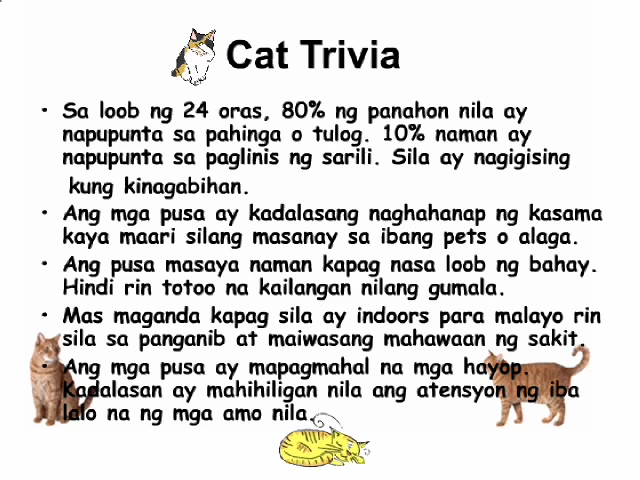 Cat Trivia
• Sa loob ng 24 oras, 80% ng panahon nila ay
napupunta sa pahinga o tulog. 10% naman ay
napupunta sa paglinis ng sarili. Sila ay nagigising
kung kinagabihan.
• Ang mga pusa ay kadalasang naghahanap ng kasama
kaya maari silang masanay sa ibang pets o alaga.
• Ang pusa masaya naman kapag nasa loob ng bahay.
Hindi rin totoo na kailangan nilang gumala.
• Mas maganda kapag sila ay indoors para malayo rin
sila sa panganib at maiwasang mahawaan ng sakit.
• Ang mga pusa ay mapagmahal na mga hayop.
Kadalasan ay mahihiligan nila ang atensyon ng iba
lalo na ng mga amo nila.